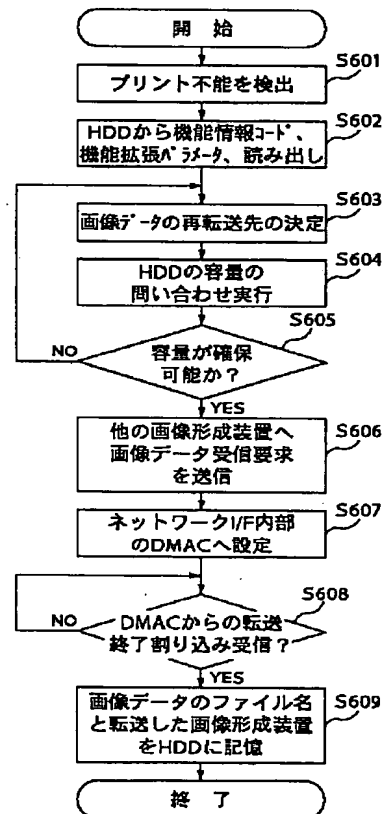 開 始
S601
プリント不能を検出
S602
HDDから機能情報コード、
機能拡張パラメータ、読み出し
S603
画像データの再転送先の決定
S604
HDDの容量の
問い合わせ実行
S605
容量が確保
可能か？
NO
YES
S606
他の画像形成装置へ
画像データ受信要求
を送信
S607
ネットワークI/F内部
のDMACへ設定
S608
DMACからの転送
終了割り込み受信？
NO
YES
S609
画像データのファイル名
と転送した画像形成装置
をHDDに記憶
終 了